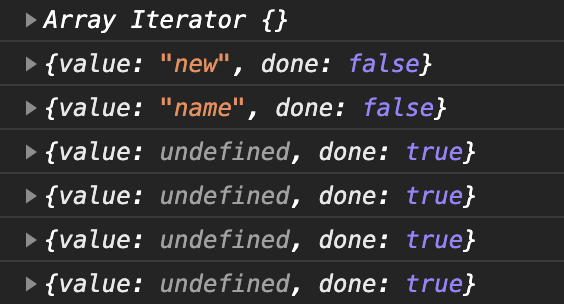 Array Iterator {}
{value: "new", done: false}
{value: "name", done: false}
{value: undefined, done: true}
{value: undefined, done: true}
{value: undefined, done: true}
{value: undefined, done: true}